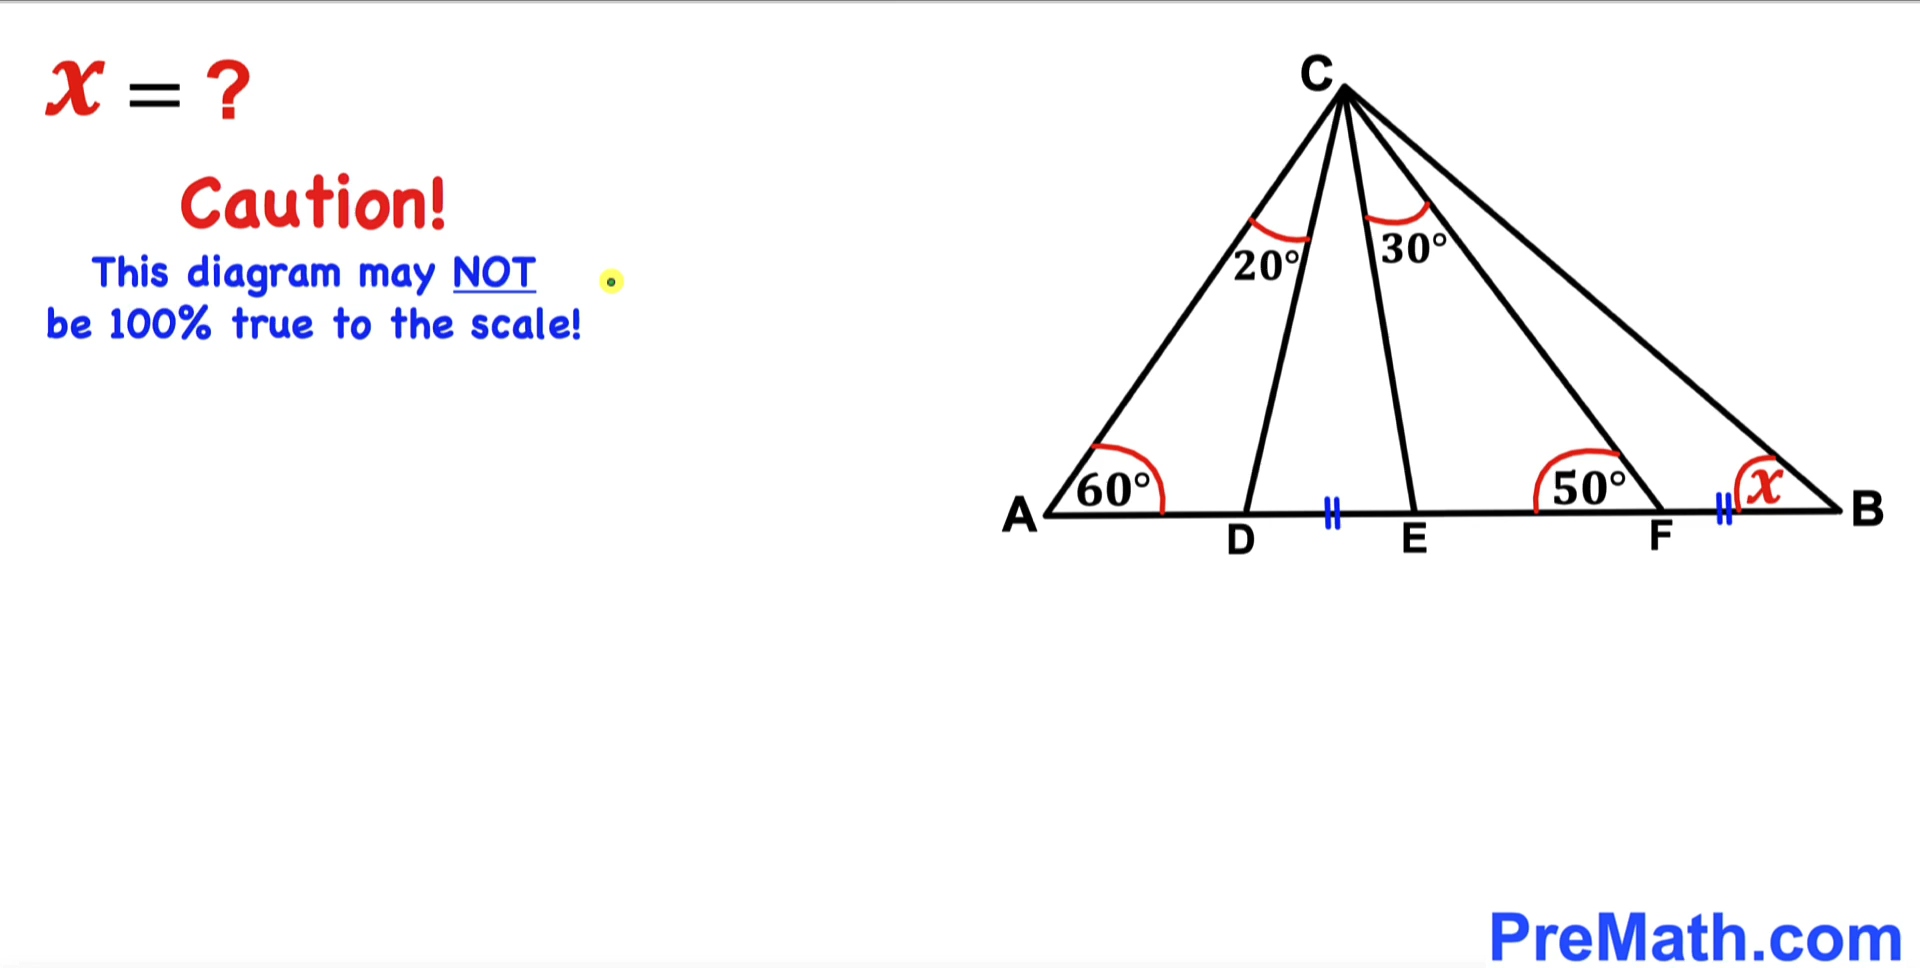 x = ?
Caution!
This diagram may NOT
be 100% true to the scale!
C
20°
30°
60°
50°
x
A
D
E
F
B
PreMath.com